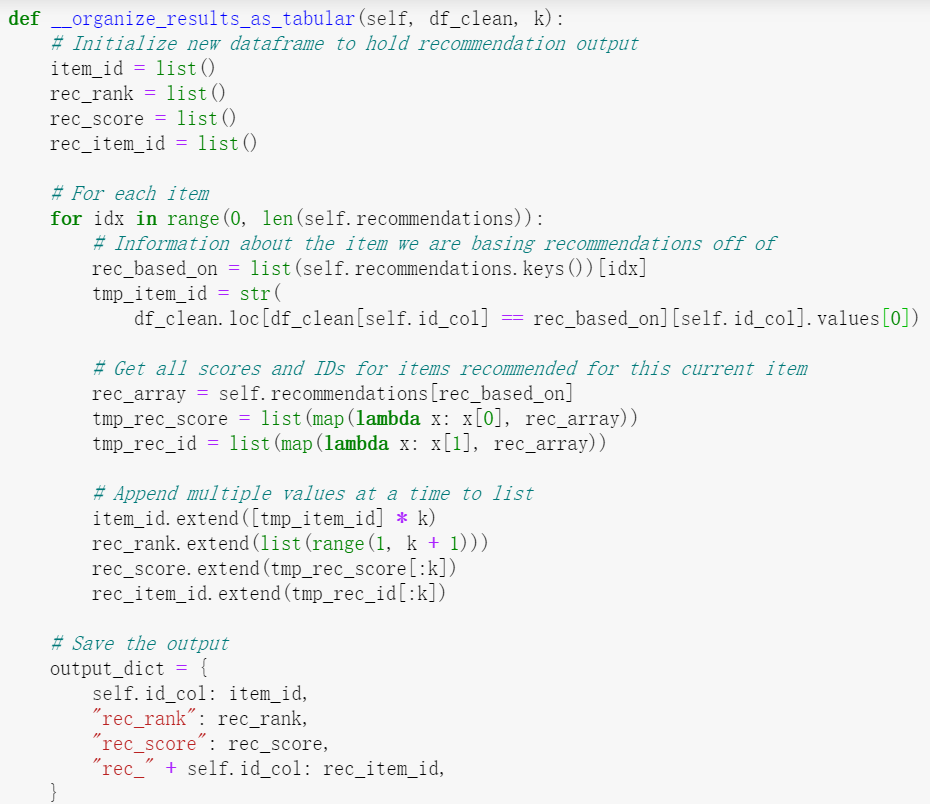 def __organize_results_as_tabular(self, df_clean, k):
    # Initialize new dataframe to hold recommendation output
    item_id = list()
    rec_rank = list()
    rec_score = list()
    rec_item_id = list()

    # For each item
    for idx in range(0, len(self.recommendations)):
        # Information about the item we are basing recommendations off of
        rec_based_on = list(self.recommendations.keys())[idx]
        tmp_item_id = str(
            df_clean.loc[df_clean[self.id_col] == rec_based_on][self.id_col].values[0])

        # Get all scores and IDs for items recommended for this current item
        rec_array = self.recommendations[rec_based_on]
        tmp_rec_score = list(map(lambda x: x[0], rec_array))
        tmp_rec_id = list(map(lambda x: x[1], rec_array))

        # Append multiple values at a time to list
        item_id.extend([tmp_item_id] * k)
        rec_rank.extend(list(range(1, k + 1)))
        rec_score.extend(tmp_rec_score[:k])
        rec_item_id.extend(tmp_rec_id[:k])

    # Save the output
    output_dict = {
        self.id_col: item_id,
        "rec_rank": rec_rank,
        "rec_score": rec_score,
        "rec_" + self.id_col: rec_item_id,
    }